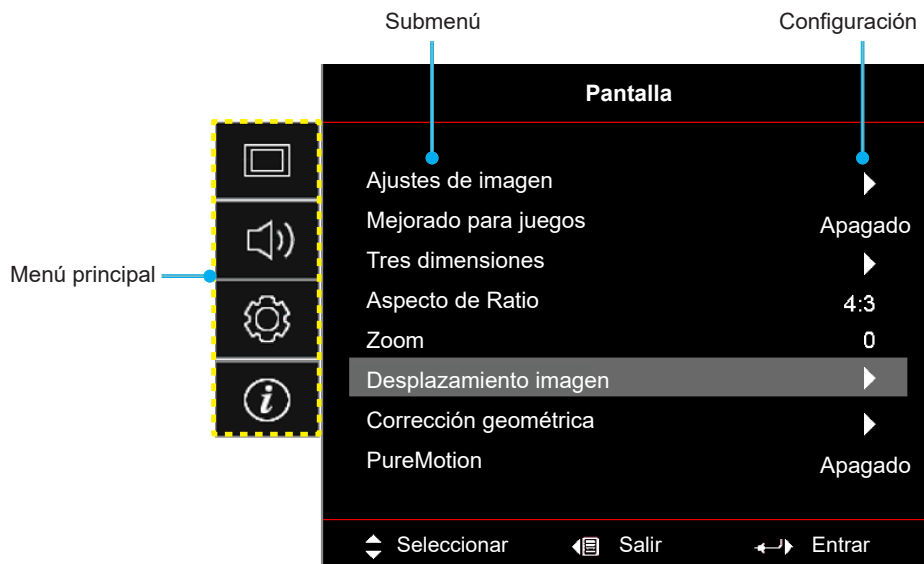 Submenú Configuración
Pantalla
Ajustes de imagen
Mejorado para juegos Apagado
Tres dimensiones
Menú principal
Aspecto de Ratio 4:3
Zoom 0
Desplazamiento imagen
Corrección geométrica
PureMotion Apagado
Seleccionar Salir Entrar